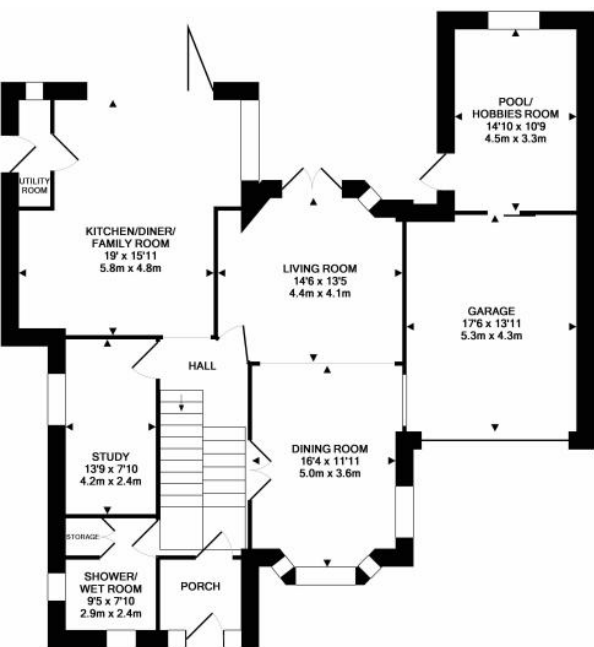 POOL/
HOBBIES ROOM
14'10 x 10'9
4.5m x 3.3m
UTILITY
ROOM
KITCHEN/DINER/
FAMILY ROOM
19' x 15'11
5.8m x 4.8m
LIVING ROOM
14'6 x 13'5
4.4m x 4.1m
GARAGE
17'6 x 13'11
5.3m x 4.3m
HALL
STUDY
13'9 x 7'10
4.2m x 2.4m
DINING ROOM
16'4 x 11'11
5.0m x 3.6m
STORAGE
SHOWER/
WET ROOM
9'5 x 7'10
2.9m x 2.4m
PORCH